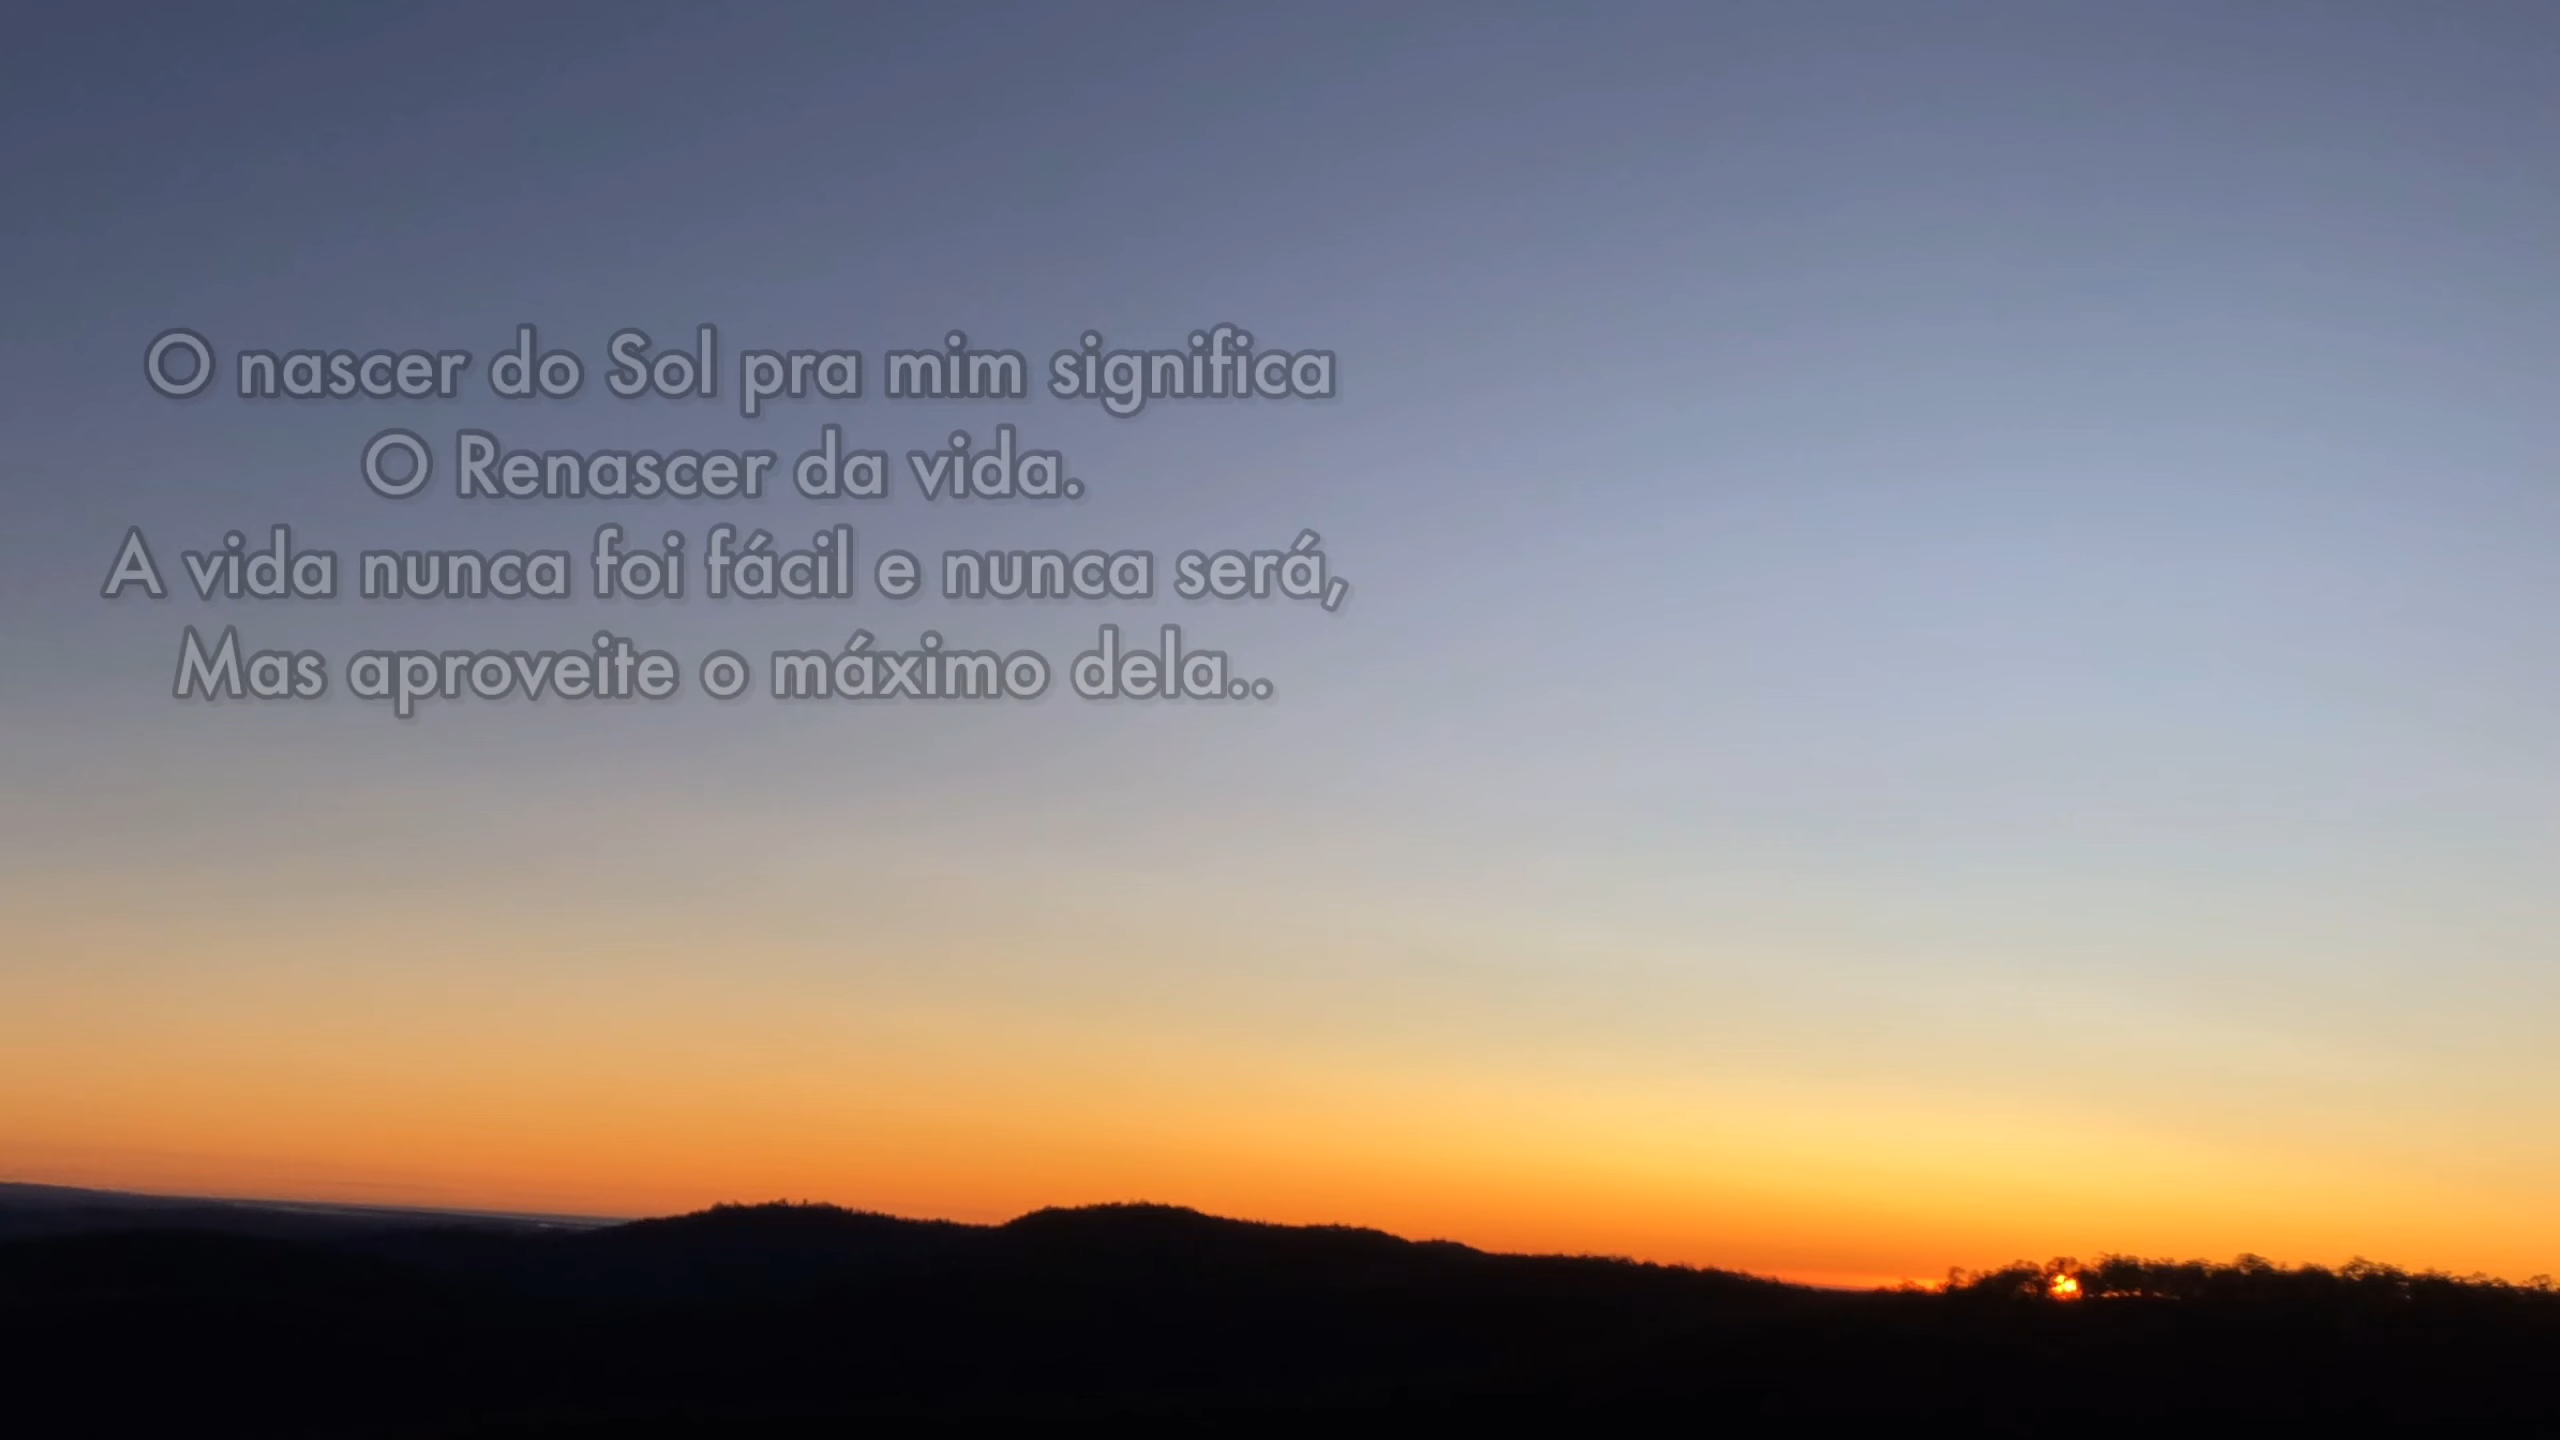 O nascer do Sol pra mim significa
O Renascer da vida.
A vida nunca foi fácil e nunca será,
Mas aproveite o máximo dela..